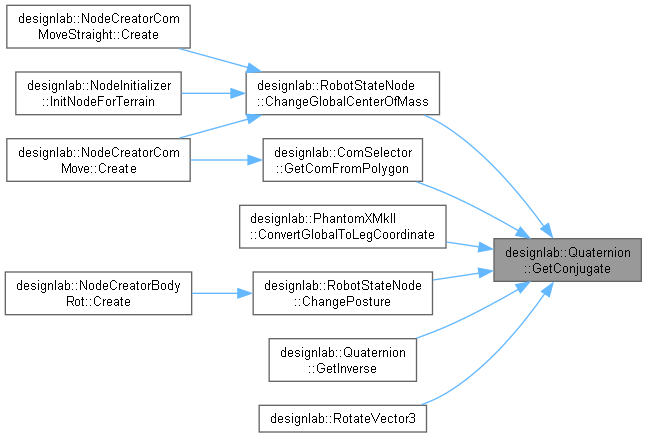 designlab::NodeCreatorCom
MoveStraight::Create
designlab::NodeInitializer
::InitNodeForTerrain
designlab::NodeCreatorCom
Move::Create
designlab::RobotStateNode
::ChangeGlobalCenterOfMass
designlab::ComSelector
::GetComFromPolygon
designlab::PhantomXMkII
::ConvertGlobalToLegCoordinate
designlab::Quaternion
::GetConjugate
designlab::NodeCreatorBody
Rot::Create
designlab::RobotStateNode
::ChangePosture
designlab::Quaternion
::GetInverse
designlab::RotateVector3